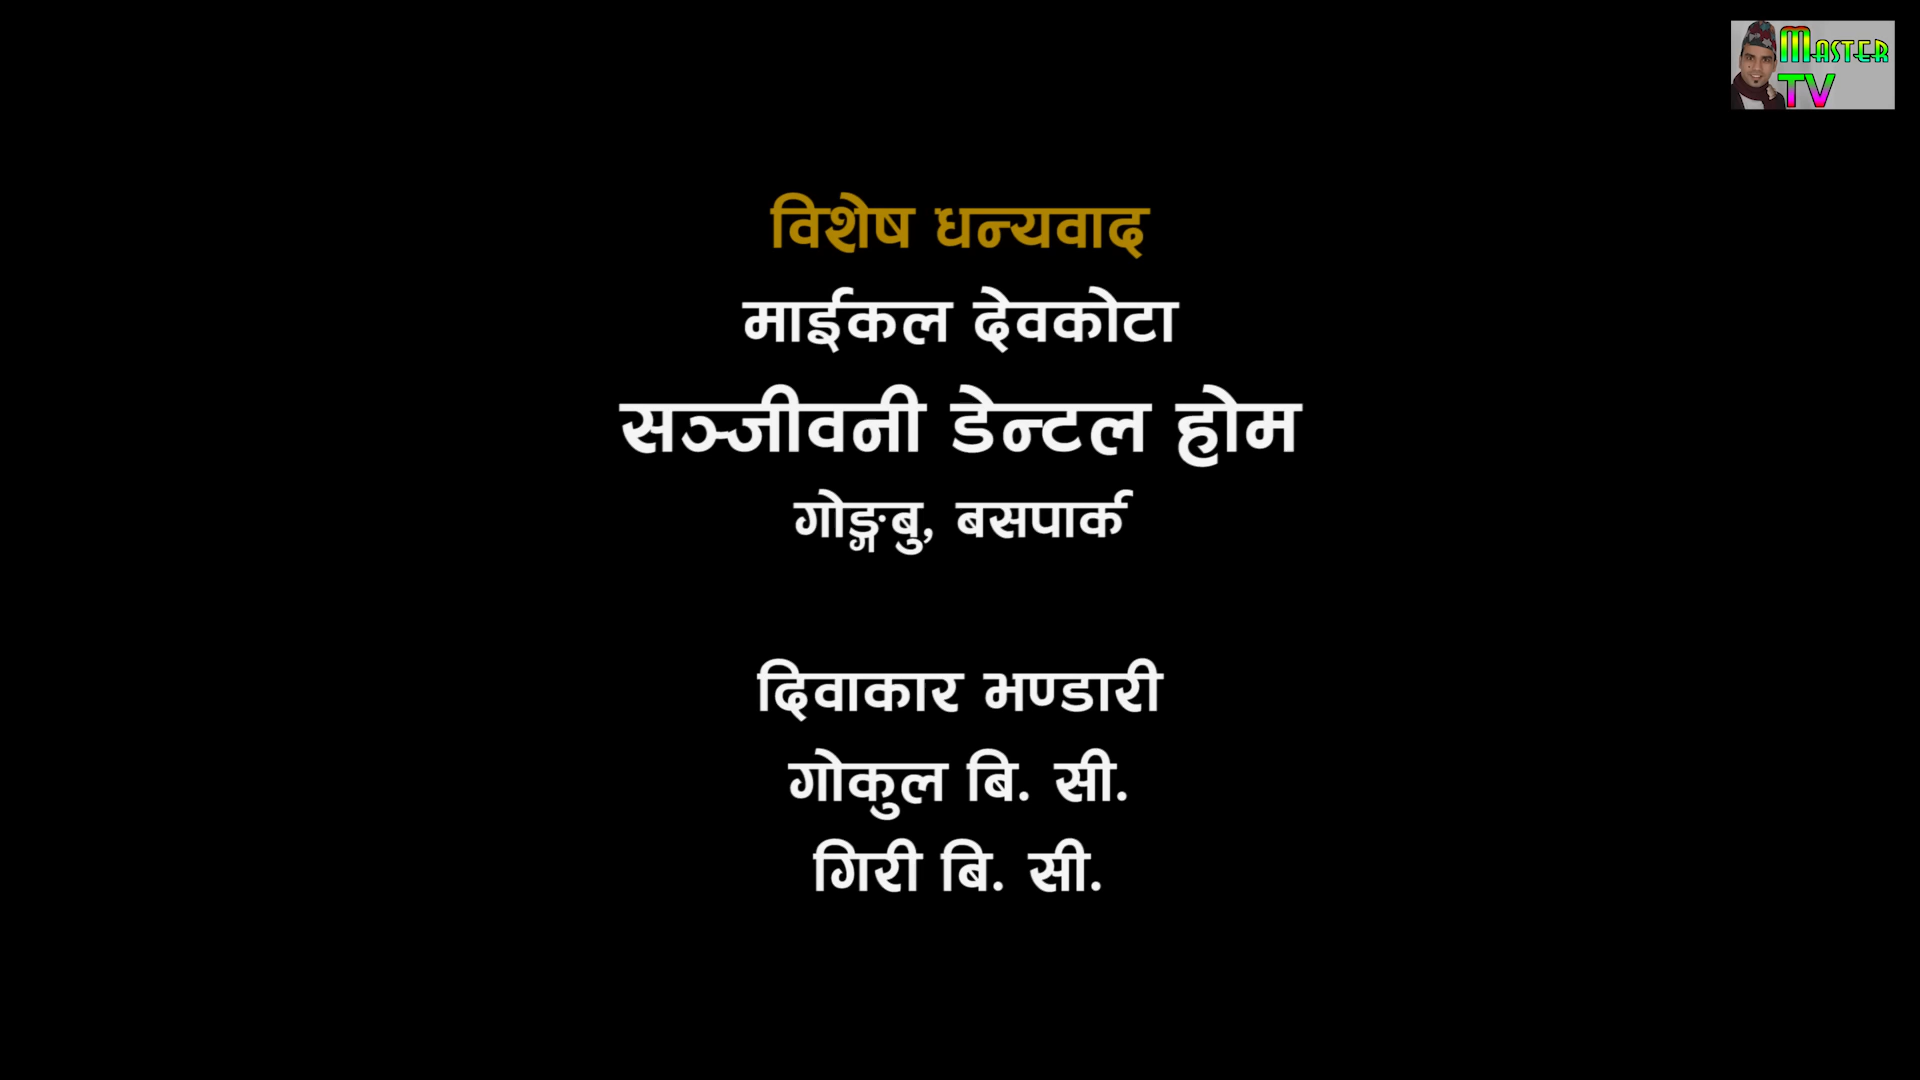 MASTER
TV
विशेष धन्यवाद
माईकल देवकोटा
सञ्जीवनी डेन्टल होम
गोङ्गबु, बसपार्क
दिवाकार भण्डारी
गोकुल बि. सी.
गिरी बि. सी.